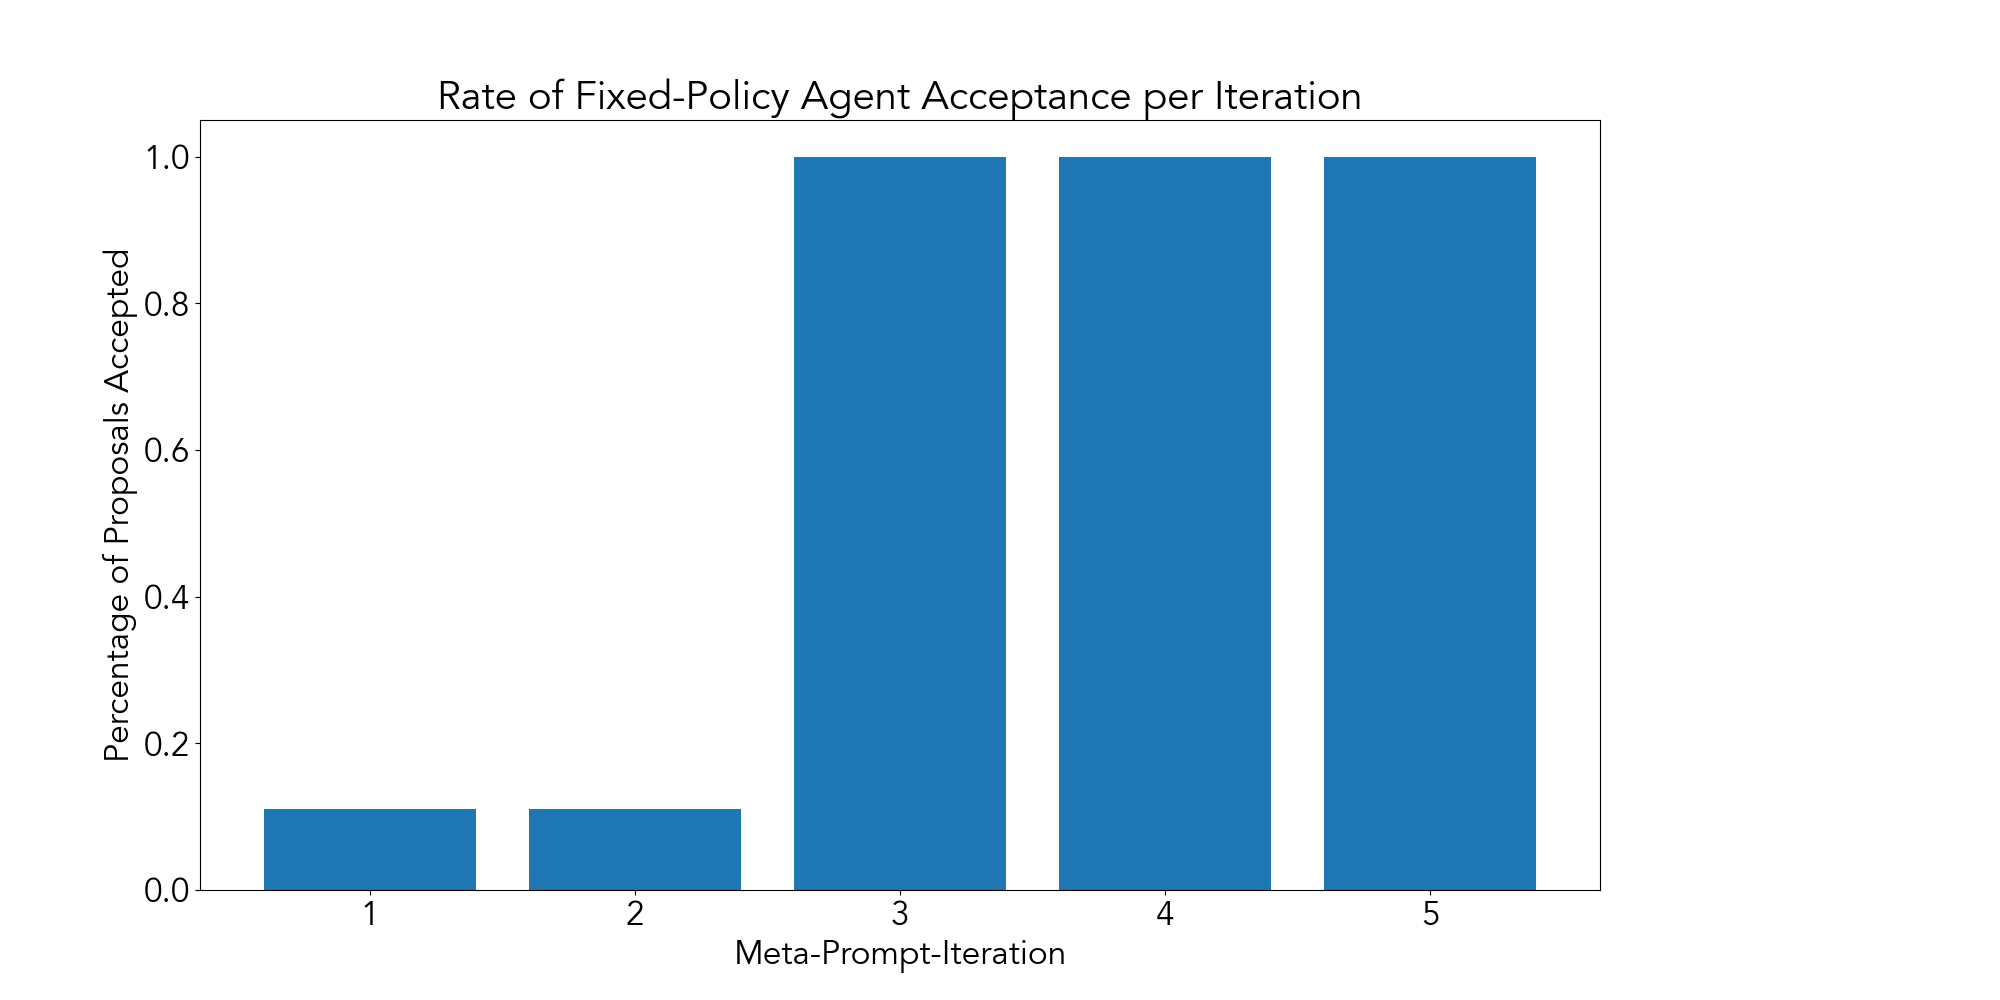 Rate of Fixed-Policy Agent Acceptance per Iteration
Percentage of Proposals Accepted
1.0
0.8
0.6
0.4
0.2
0.0
1 2 3 4 5
Meta-Prompt-Iteration